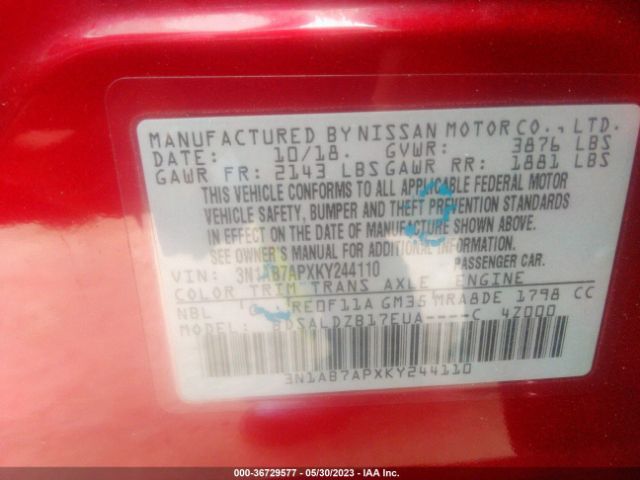 MANUFACTURED BY NISSAN MOTOR CO., LTD.
DATE: 10/18. GVWR: 3876 LBS
GAWR FR: 2143 LBS GAWR RR: 1881 LBS
THIS VEHICLE CONFORMS TO ALL APPLICABLE FEDERAL MOTOR
VEHICLE SAFETY, BUMPER AND THEFT PREVENTION STANDARDS
IN EFFECT ON THE DATE OF MANUFACTURE SHOWN ABOVE.
SEE OWNER'S MANUAL FOR ADDITIONAL INFORMATION.
VIN: 3N1AB7APXKY244110 PASSENGER CAR.
COLOR TRIM TRANS AXLE ENGINE
NBL RE0F11A GM35 MRA8DE 1798 CC
MODEL: BDSALDZB17EUA----C 4Z000
3N1AB7APXKY244110
000-36729577 - 05/30/2023 - IAA Inc.